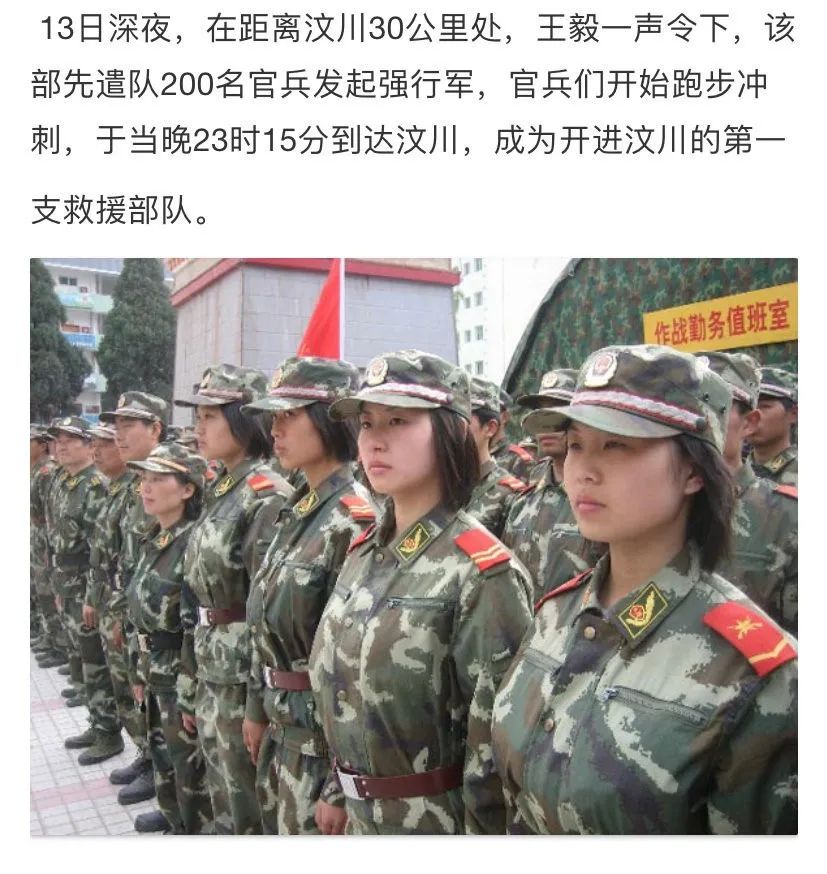 13日深夜，在距离汶川30公里处，王毅一声令下，该
部先遣队200名官兵发起强行军，官兵们开始跑步冲
刺，于当晚23时15分到达汶川，成为开进汶川的第一
支救援部队。
作战勤务值班室